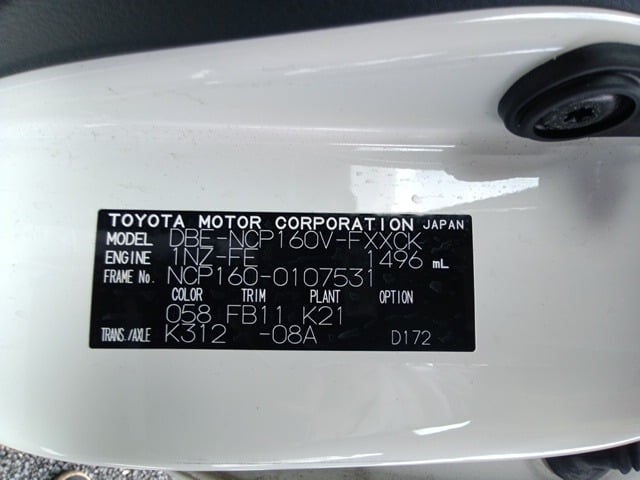 TOYOTA MOTOR CORPORATION JAPAN
MODEL DBE-NCP160V-FXXCK
ENGINE 1NZ-FE 1496 mL
FRAME No. NCP160-0107531
COLOR TRIM PLANT OPTION
058 FB11 K21
TRANS./AXLE K312 -08A D172